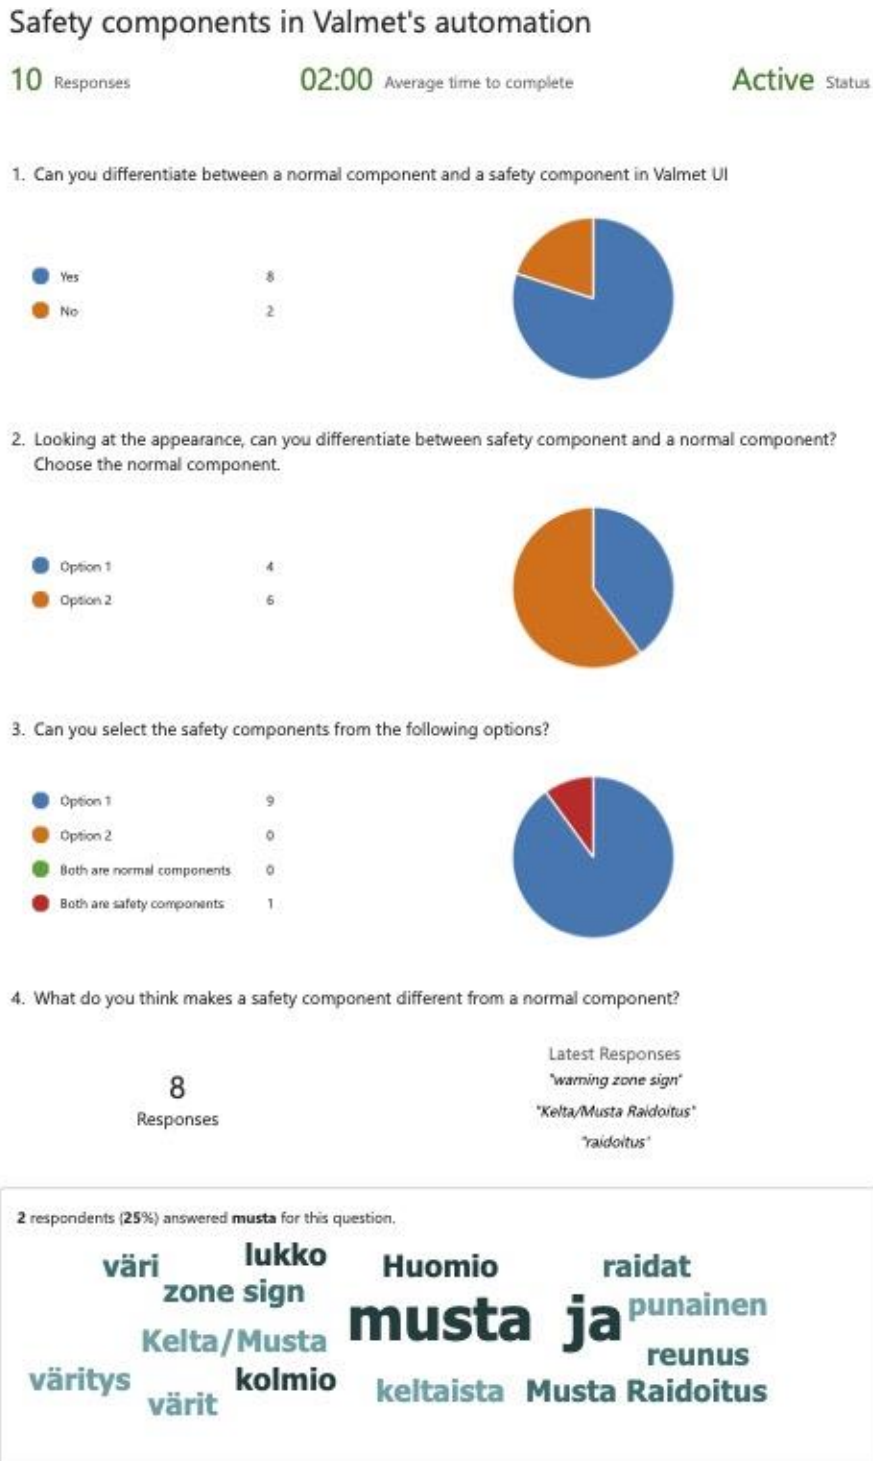 Safety components in Valmet's automation
10 Responses 02:00 Average time to complete Active Status
1. Can you differentiate between a normal component and a safety component in Valmet UI
Yes 8
No 2
2. Looking at the appearance, can you differentiate between safety component and a normal component?
Choose the normal component.
Option 1 4
Option 2 6
3. Can you select the safety components from the following options?
Option 1 9
Option 2 0
Both are normal components 0
Both are safety components 1
4. What do you think makes a safety component different from a normal component?
8
Responses
Latest Responses
"warning zone sign"
"Kelta/Musta Raidoitus"
"raidoitus"
2 respondents (25%) answered musta for this question.
väri lukko Huomio raidat
zone sign musta ja punainen
Kelta/Musta reunus
väritys kolmio keltaista Musta Raidoitus
värit